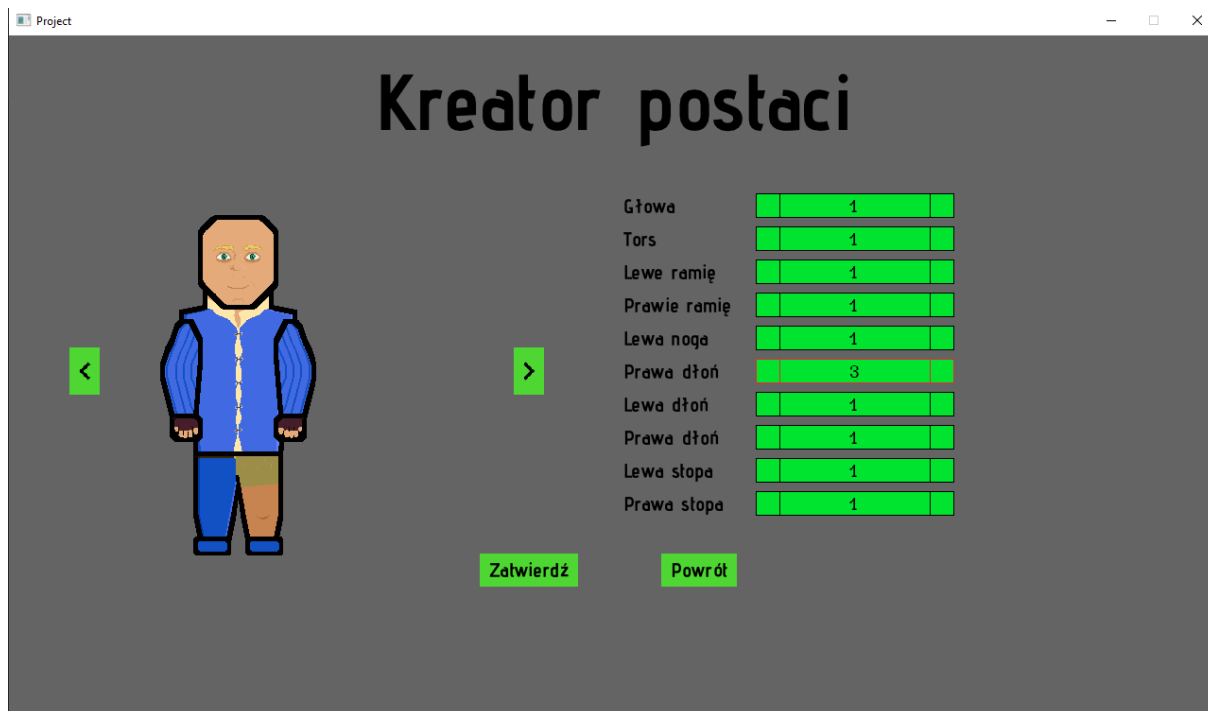 Project
Kreator postaci
Głowa 1
Tors 1
Lewe ramię 1
Prawie ramię 1
Lewa noga 1
Prawa dłoń 3
Lewa dłoń 1
Prawa dłoń 1
Lewa stopa 1
Prawa stopa 1
< >
Zatwierdź Powrót